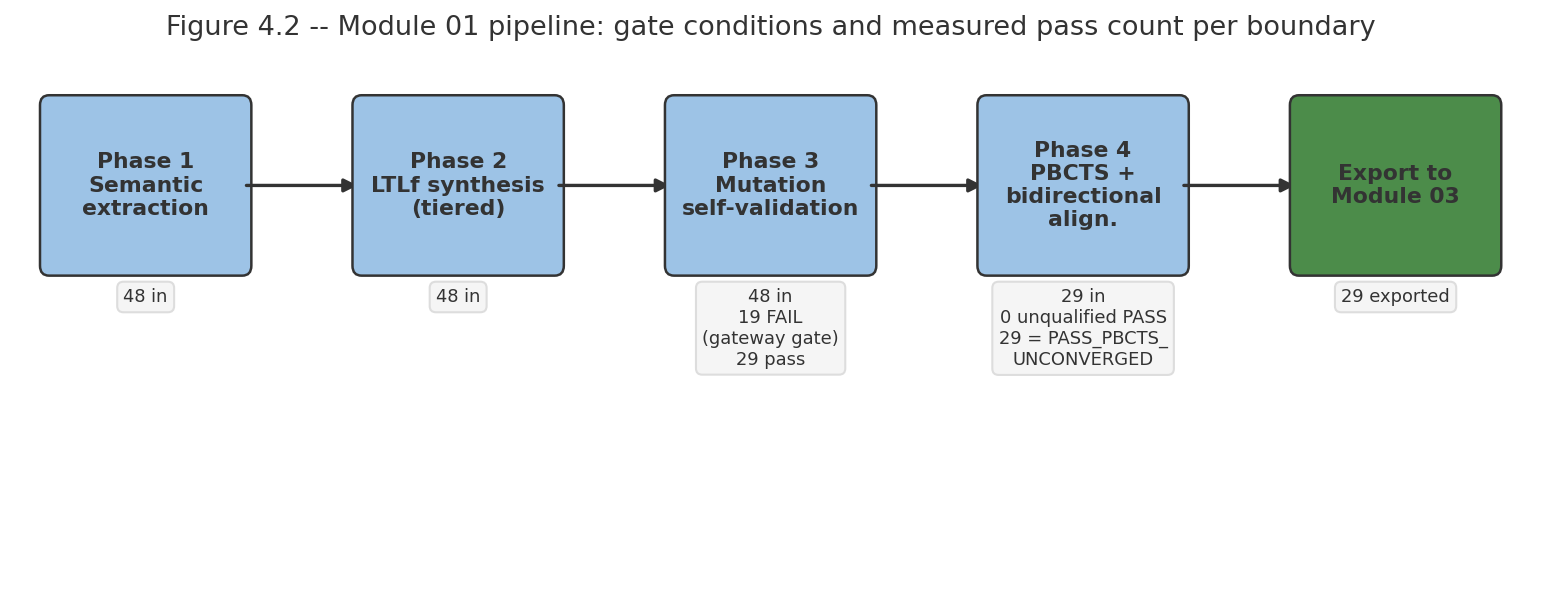 Figure 4.2 -- Module 01 pipeline: gate conditions and measured pass count per boundary
Phase 1
Semantic
extraction
48 in
Phase 2
LTLf synthesis
(tiered)
48 in
Phase 3
Mutation
self-validation
48 in
19 FAIL
(gateway gate)
29 pass
Phase 4
PBCTS +
bidirectional
align.
29 in
0 unqualified PASS
29 = PASS_PBCTS_
UNCONVERGED
Export to
Module 03
29 exported